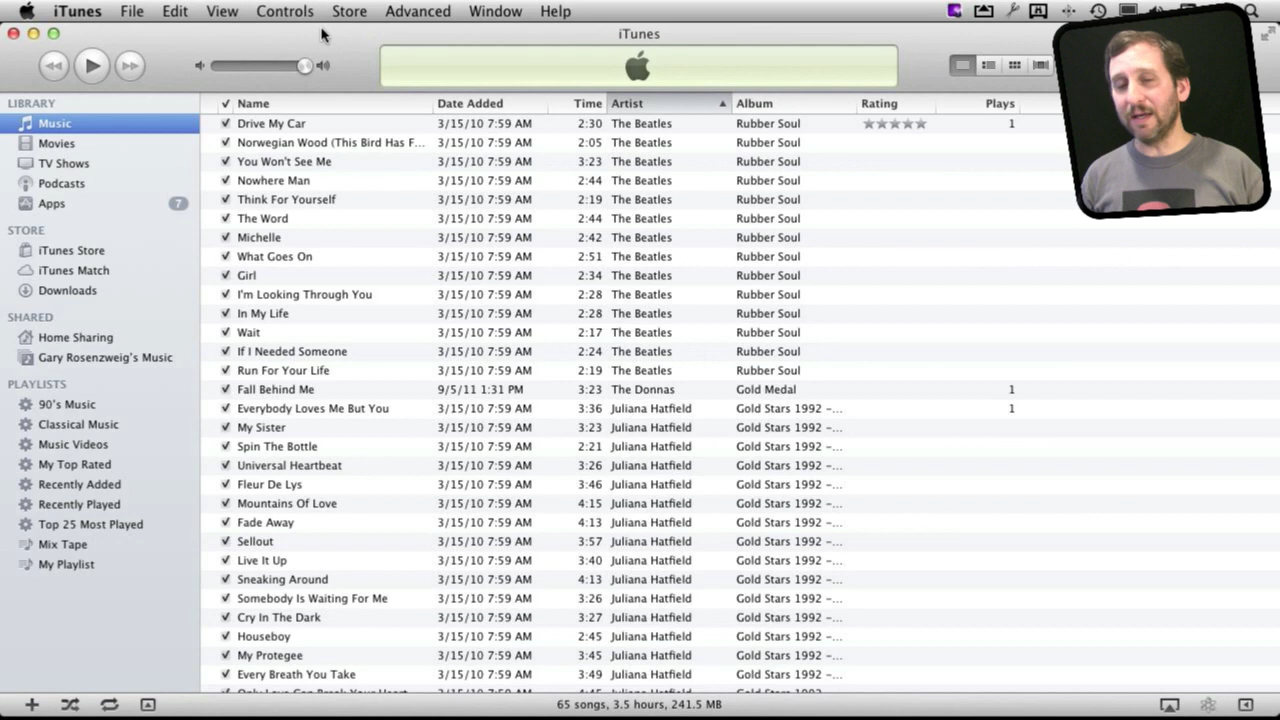 iTunes File Edit View Controls Store Advanced Window Help
iTunes
LIBRARY
Music
Movies
TV Shows
Podcasts
Apps 7
STORE
iTunes Store
iTunes Match
Downloads
SHARED
Home Sharing
Gary Rosenzweig's Music
PLAYLISTS
90's Music
Classical Music
Music Videos
My Top Rated
Recently Added
Recently Played
Top 25 Most Played
Mix Tape
My Playlist
Name Date Added Time Artist Album Rating Plays
Drive My Car 3/15/10 7:59 AM 2:30 The Beatles Rubber Soul ★★★★★ 1
Norwegian Wood (This Bird Has F... 3/15/10 7:59 AM 2:05 The Beatles Rubber Soul
You Won't See Me 3/15/10 7:59 AM 3:23 The Beatles Rubber Soul
Nowhere Man 3/15/10 7:59 AM 2:44 The Beatles Rubber Soul
Think For Yourself 3/15/10 7:59 AM 2:19 The Beatles Rubber Soul
The Word 3/15/10 7:59 AM 2:44 The Beatles Rubber Soul
Michelle 3/15/10 7:59 AM 2:42 The Beatles Rubber Soul
What Goes On 3/15/10 7:59 AM 2:51 The Beatles Rubber Soul
Girl 3/15/10 7:59 AM 2:34 The Beatles Rubber Soul
I'm Looking Through You 3/15/10 7:59 AM 2:28 The Beatles Rubber Soul
In My Life 3/15/10 7:59 AM 2:28 The Beatles Rubber Soul
Wait 3/15/10 7:59 AM 2:17 The Beatles Rubber Soul
If I Needed Someone 3/15/10 7:59 AM 2:24 The Beatles Rubber Soul
Run For Your Life 3/15/10 7:59 AM 2:19 The Beatles Rubber Soul
Fall Behind Me 9/5/11 1:31 PM 3:23 The Donnas Gold Medal 1
Everybody Loves Me But You 3/15/10 7:59 AM 3:36 Juliana Hatfield Gold Stars 1992 –... 1
My Sister 3/15/10 7:59 AM 3:23 Juliana Hatfield Gold Stars 1992 –...
Spin The Bottle 3/15/10 7:59 AM 2:21 Juliana Hatfield Gold Stars 1992 –...
Universal Heartbeat 3/15/10 7:59 AM 3:26 Juliana Hatfield Gold Stars 1992 –...
Fleur De Lys 3/15/10 7:59 AM 3:46 Juliana Hatfield Gold Stars 1992 –...
Mountains Of Love 3/15/10 7:59 AM 4:15 Juliana Hatfield Gold Stars 1992 –...
Fade Away 3/15/10 7:59 AM 4:13 Juliana Hatfield Gold Stars 1992 –...
Sellout 3/15/10 7:59 AM 3:57 Juliana Hatfield Gold Stars 1992 –...
Live It Up 3/15/10 7:59 AM 3:40 Juliana Hatfield Gold Stars 1992 –...
Sneaking Around 3/15/10 7:59 AM 4:13 Juliana Hatfield Gold Stars 1992 –...
Somebody Is Waiting For Me 3/15/10 7:59 AM 3:26 Juliana Hatfield Gold Stars 1992 –...
Cry In The Dark 3/15/10 7:59 AM 3:27 Juliana Hatfield Gold Stars 1992 –...
Houseboy 3/15/10 7:59 AM 2:45 Juliana Hatfield Gold Stars 1992 –...
My Protegee 3/15/10 7:59 AM 3:45 Juliana Hatfield Gold Stars 1992 –...
Every Breath You Take 3/15/10 7:59 AM 3:49 Juliana Hatfield Gold Stars 1992 –...
65 songs, 3.5 hours, 241.5 MB